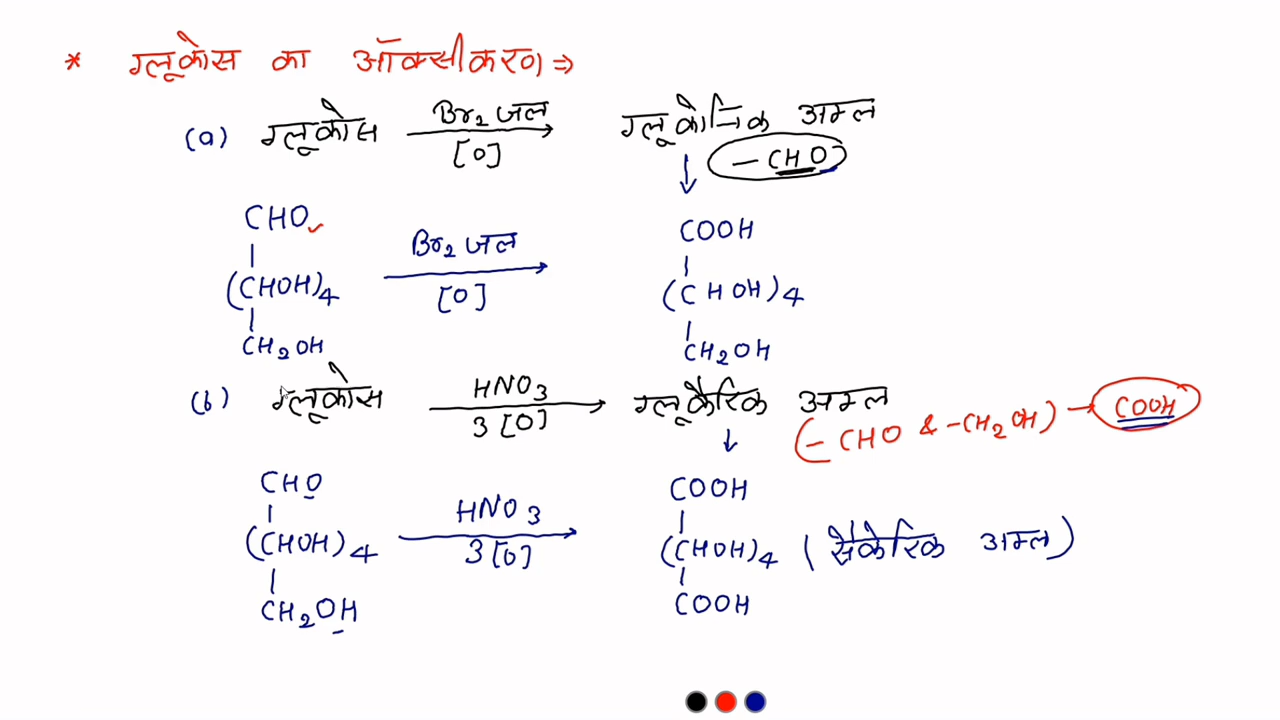 * ग्लूकोस का ऑक्सीकरण ⇒
(a) ग्लूकोस Br2 जल [O] → ग्लूकोनिक अम्ल
↓ - CHO
CHO COOH
| Br2 जल |
(CHOH)4 [O] → (CHOH)4
| |
CH2OH CH2OH
(b) ग्लूकोस HNO3 3[O] → ग्लूकैरिक अम्ल
↓ (- CHO & -CH2OH) → COOH
CHO COOH
| HNO3 |
(CHOH)4 3[O] → (CHOH)4 (सैकेरिक अम्ल)
| |
CH2OH COOH